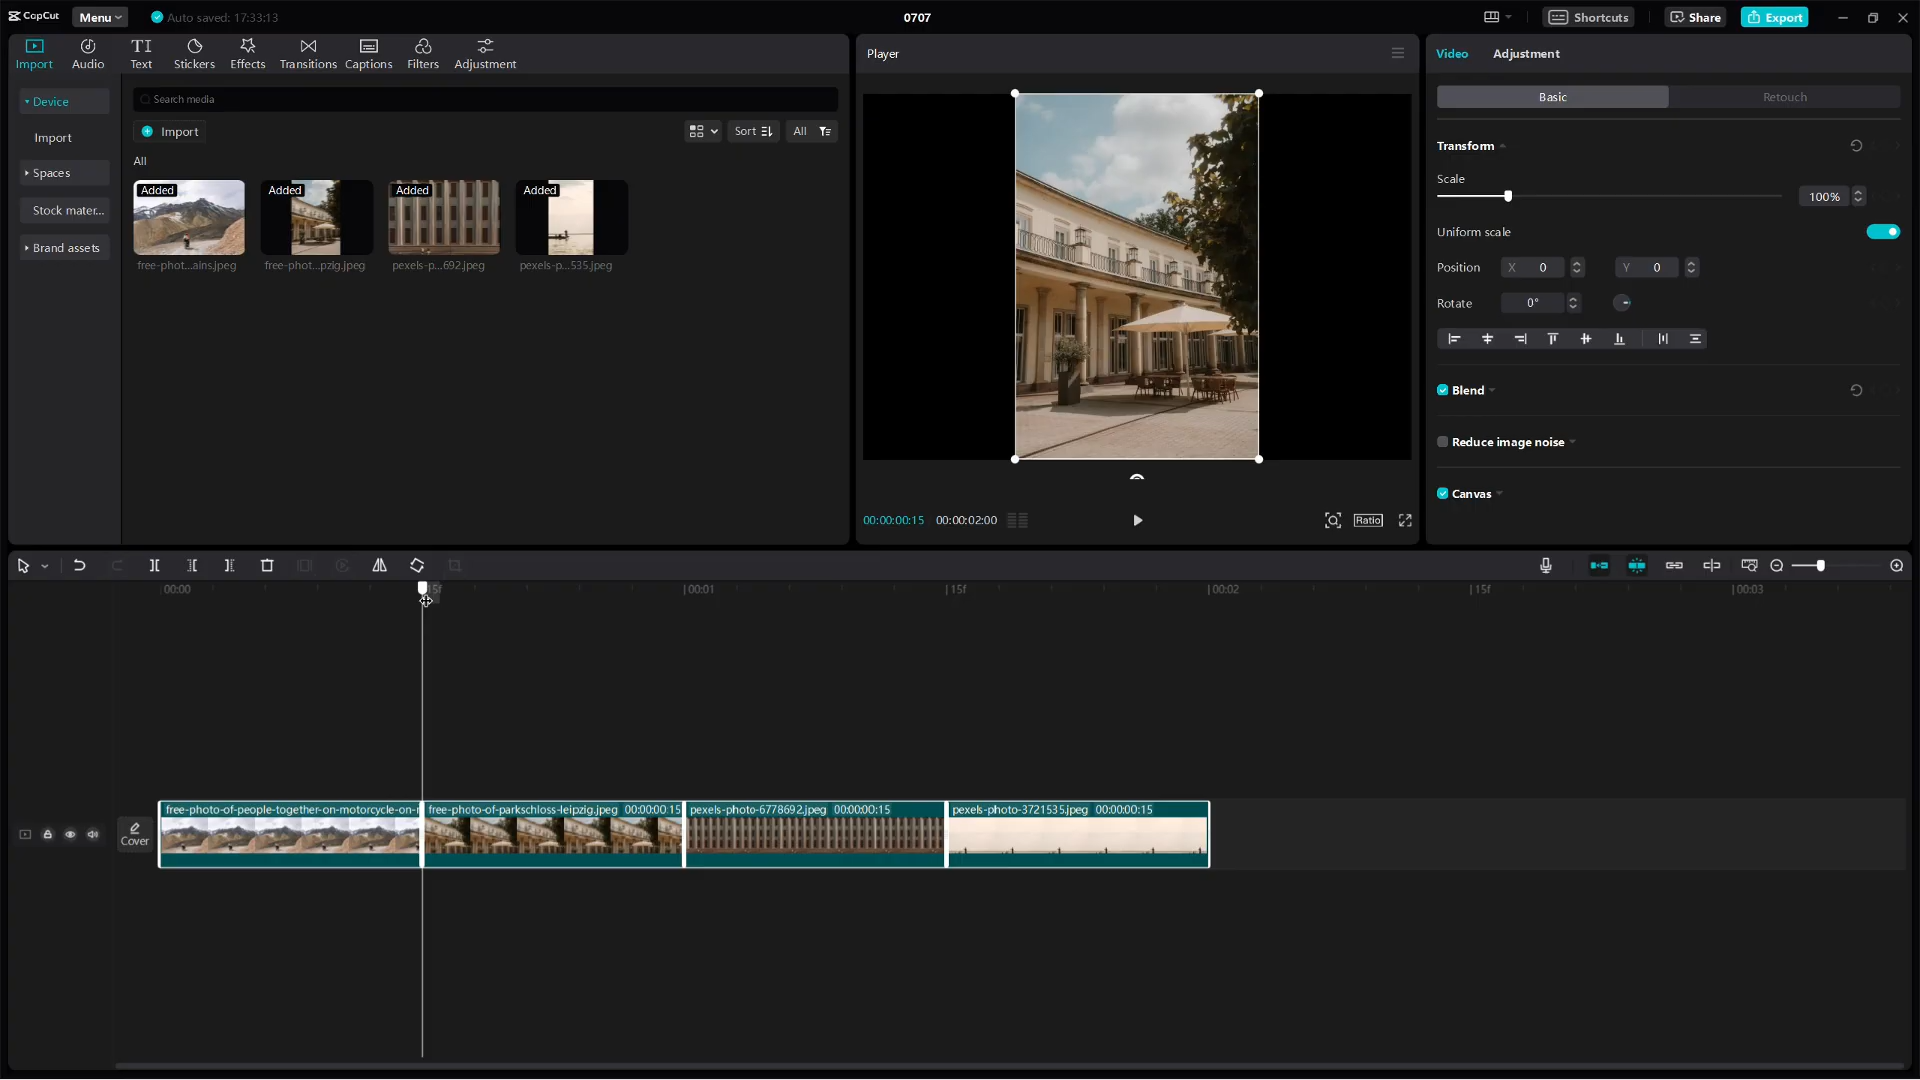 CapCut Menu Auto saved: 17:33:13 0707 Shortcuts Share Export
Import Audio Text Stickers Effects Transitions Captions Filters Adjustment
Device
Import
Spaces
Stock mater...
Brand assets
Search media
Import Sort All
All
Added Added Added Added
free-phot...ains.jpeg free-phot...pzig.jpeg pexels-p...692.jpeg pexels-p...535.jpeg
Player
00:00:00:15 00:00:02:00 Ratio
Video Adjustment
Basic Retouch
Transform
Scale
100%
Uniform scale
Position X 0 Y 0
Rotate 0°
Blend
Reduce image noise
Canvas
00:00 15f 00:01 15f 00:02 15f 00:03
Cover
free-photo-of-people-together-on-motorcycle-on-r free-photo-of-parkschloss-leipzig.jpeg 00:00:00:15 pexels-photo-6778692.jpeg 00:00:00:15 pexels-photo-3721535.jpeg 00:00:00:15